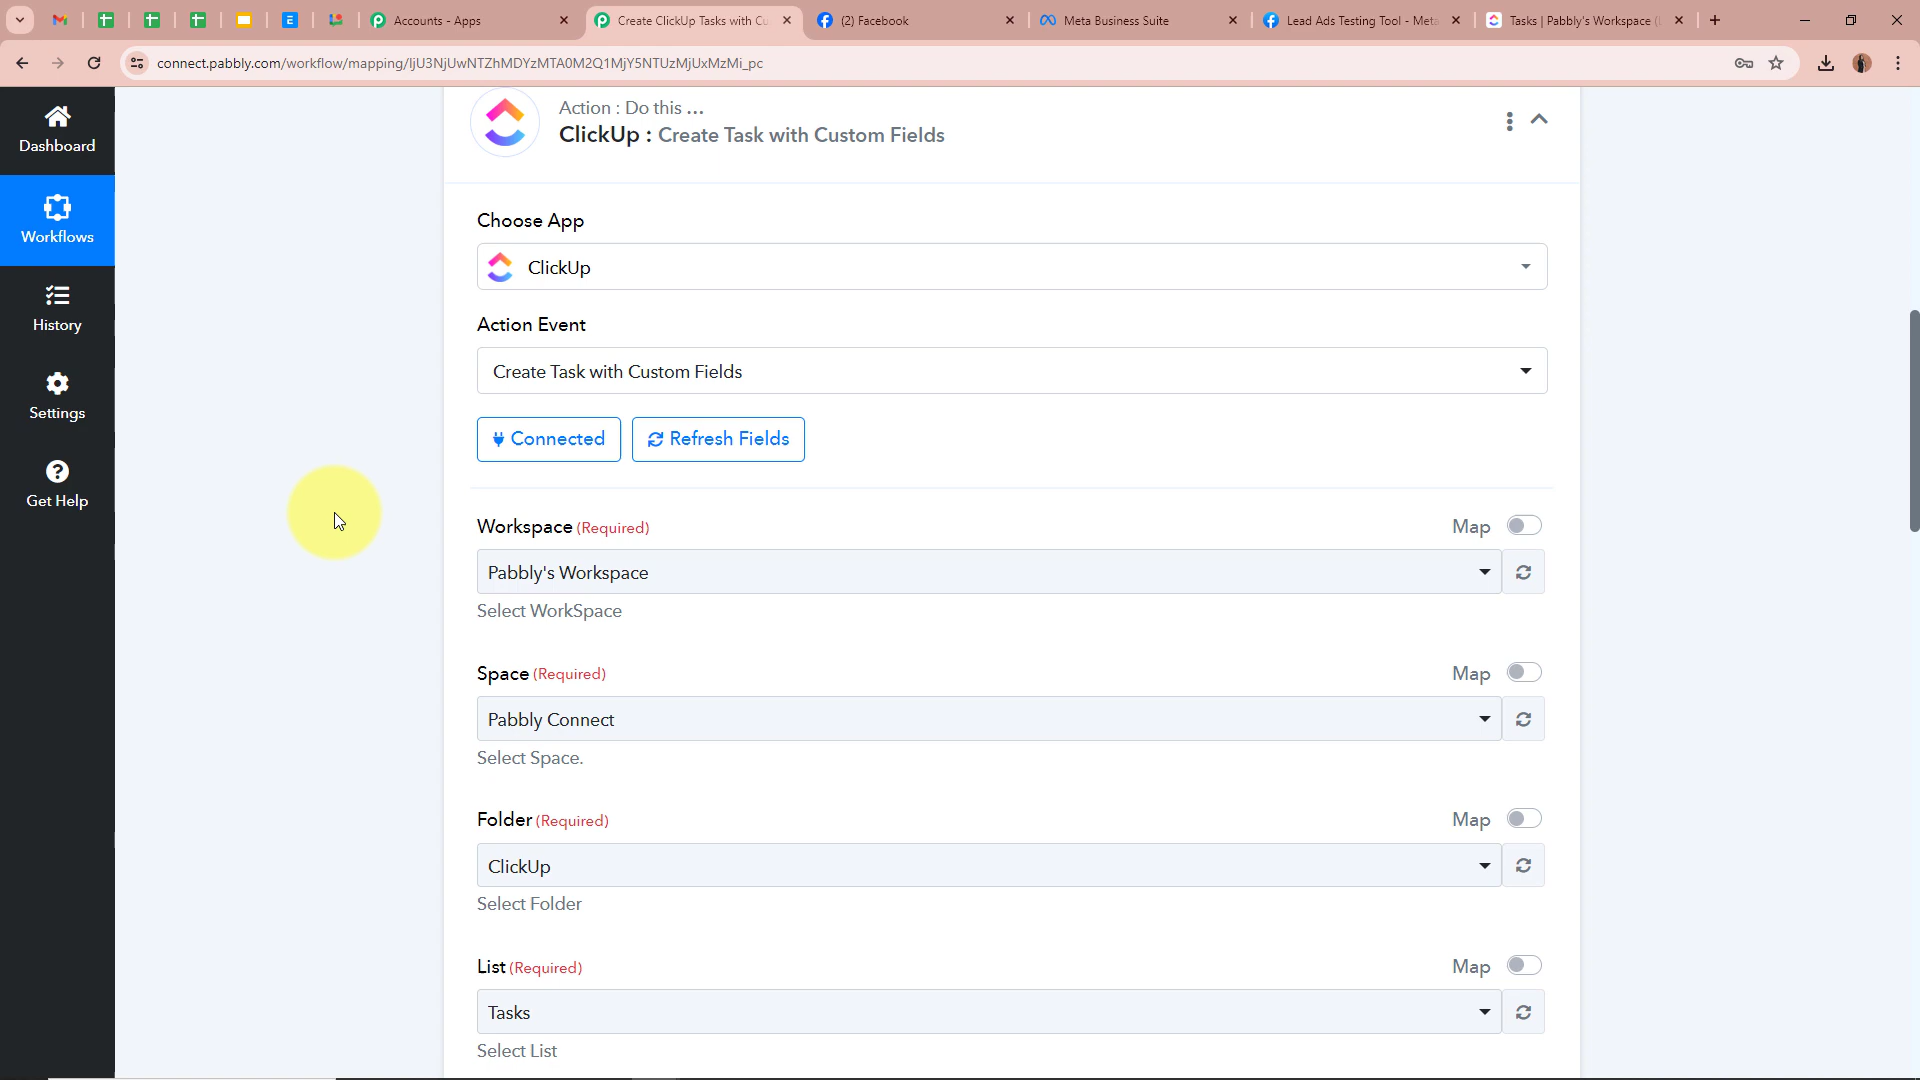 Accounts - Apps
Create ClickUp Tasks with Cu
(2) Facebook
Meta Business Suite
Lead Ads Testing Tool - Meta
Tasks | Pabbly's Workspace (
connect.pabbly.com/workflow/mapping/IjU3NjUwNTZhMDYzMTA0M2Q1MjY5NTUzMjUxMzMi_pc
Dashboard
Workflows
History
Settings
Get Help
Action : Do this ...
ClickUp : Create Task with Custom Fields
Choose App
ClickUp
Action Event
Create Task with Custom Fields
Connected
Refresh Fields
Workspace (Required)
Map
Pabbly's Workspace
Select WorkSpace
Space (Required)
Map
Pabbly Connect
Select Space.
Folder (Required)
Map
ClickUp
Select Folder
List (Required)
Map
Tasks
Select List